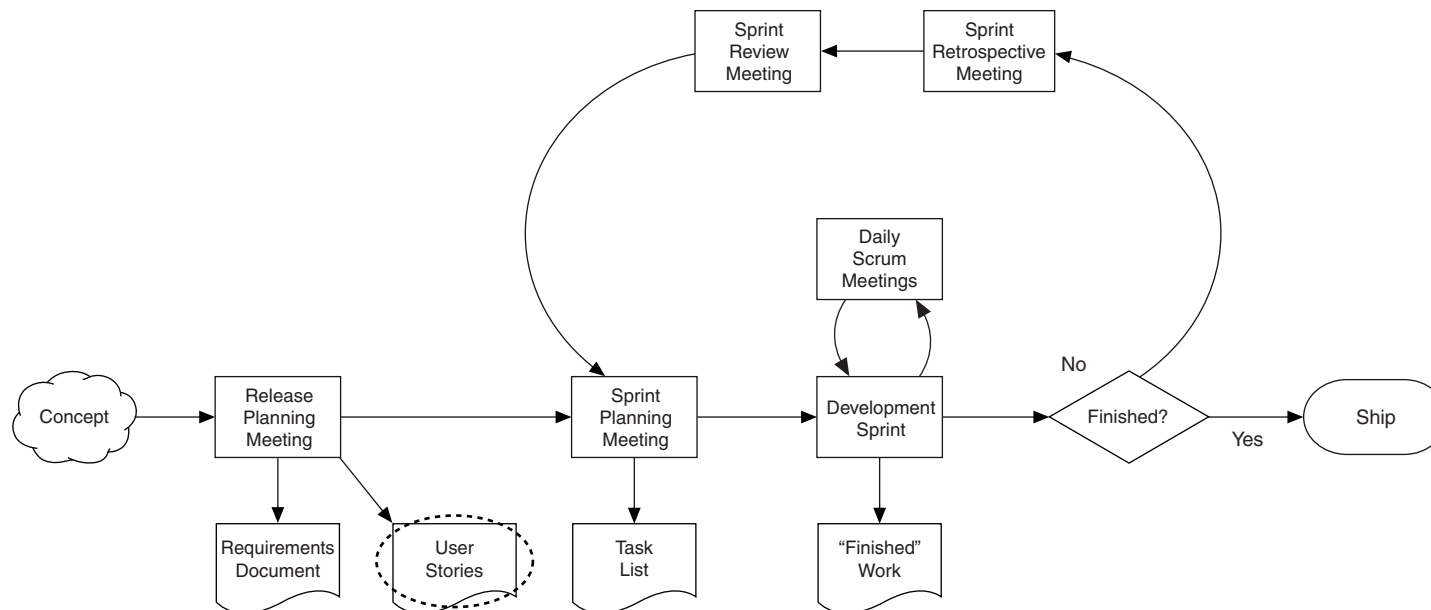 Sprint
Review
Meeting
Sprint
Retrospective
Meeting
Daily
Scrum
Meetings
No
Concept
Release
Planning
Meeting
Sprint
Planning
Meeting
Development
Sprint
Finished?
Yes
Ship
Requirements
Document
User
Stories
Task
List
“Finished”
Work